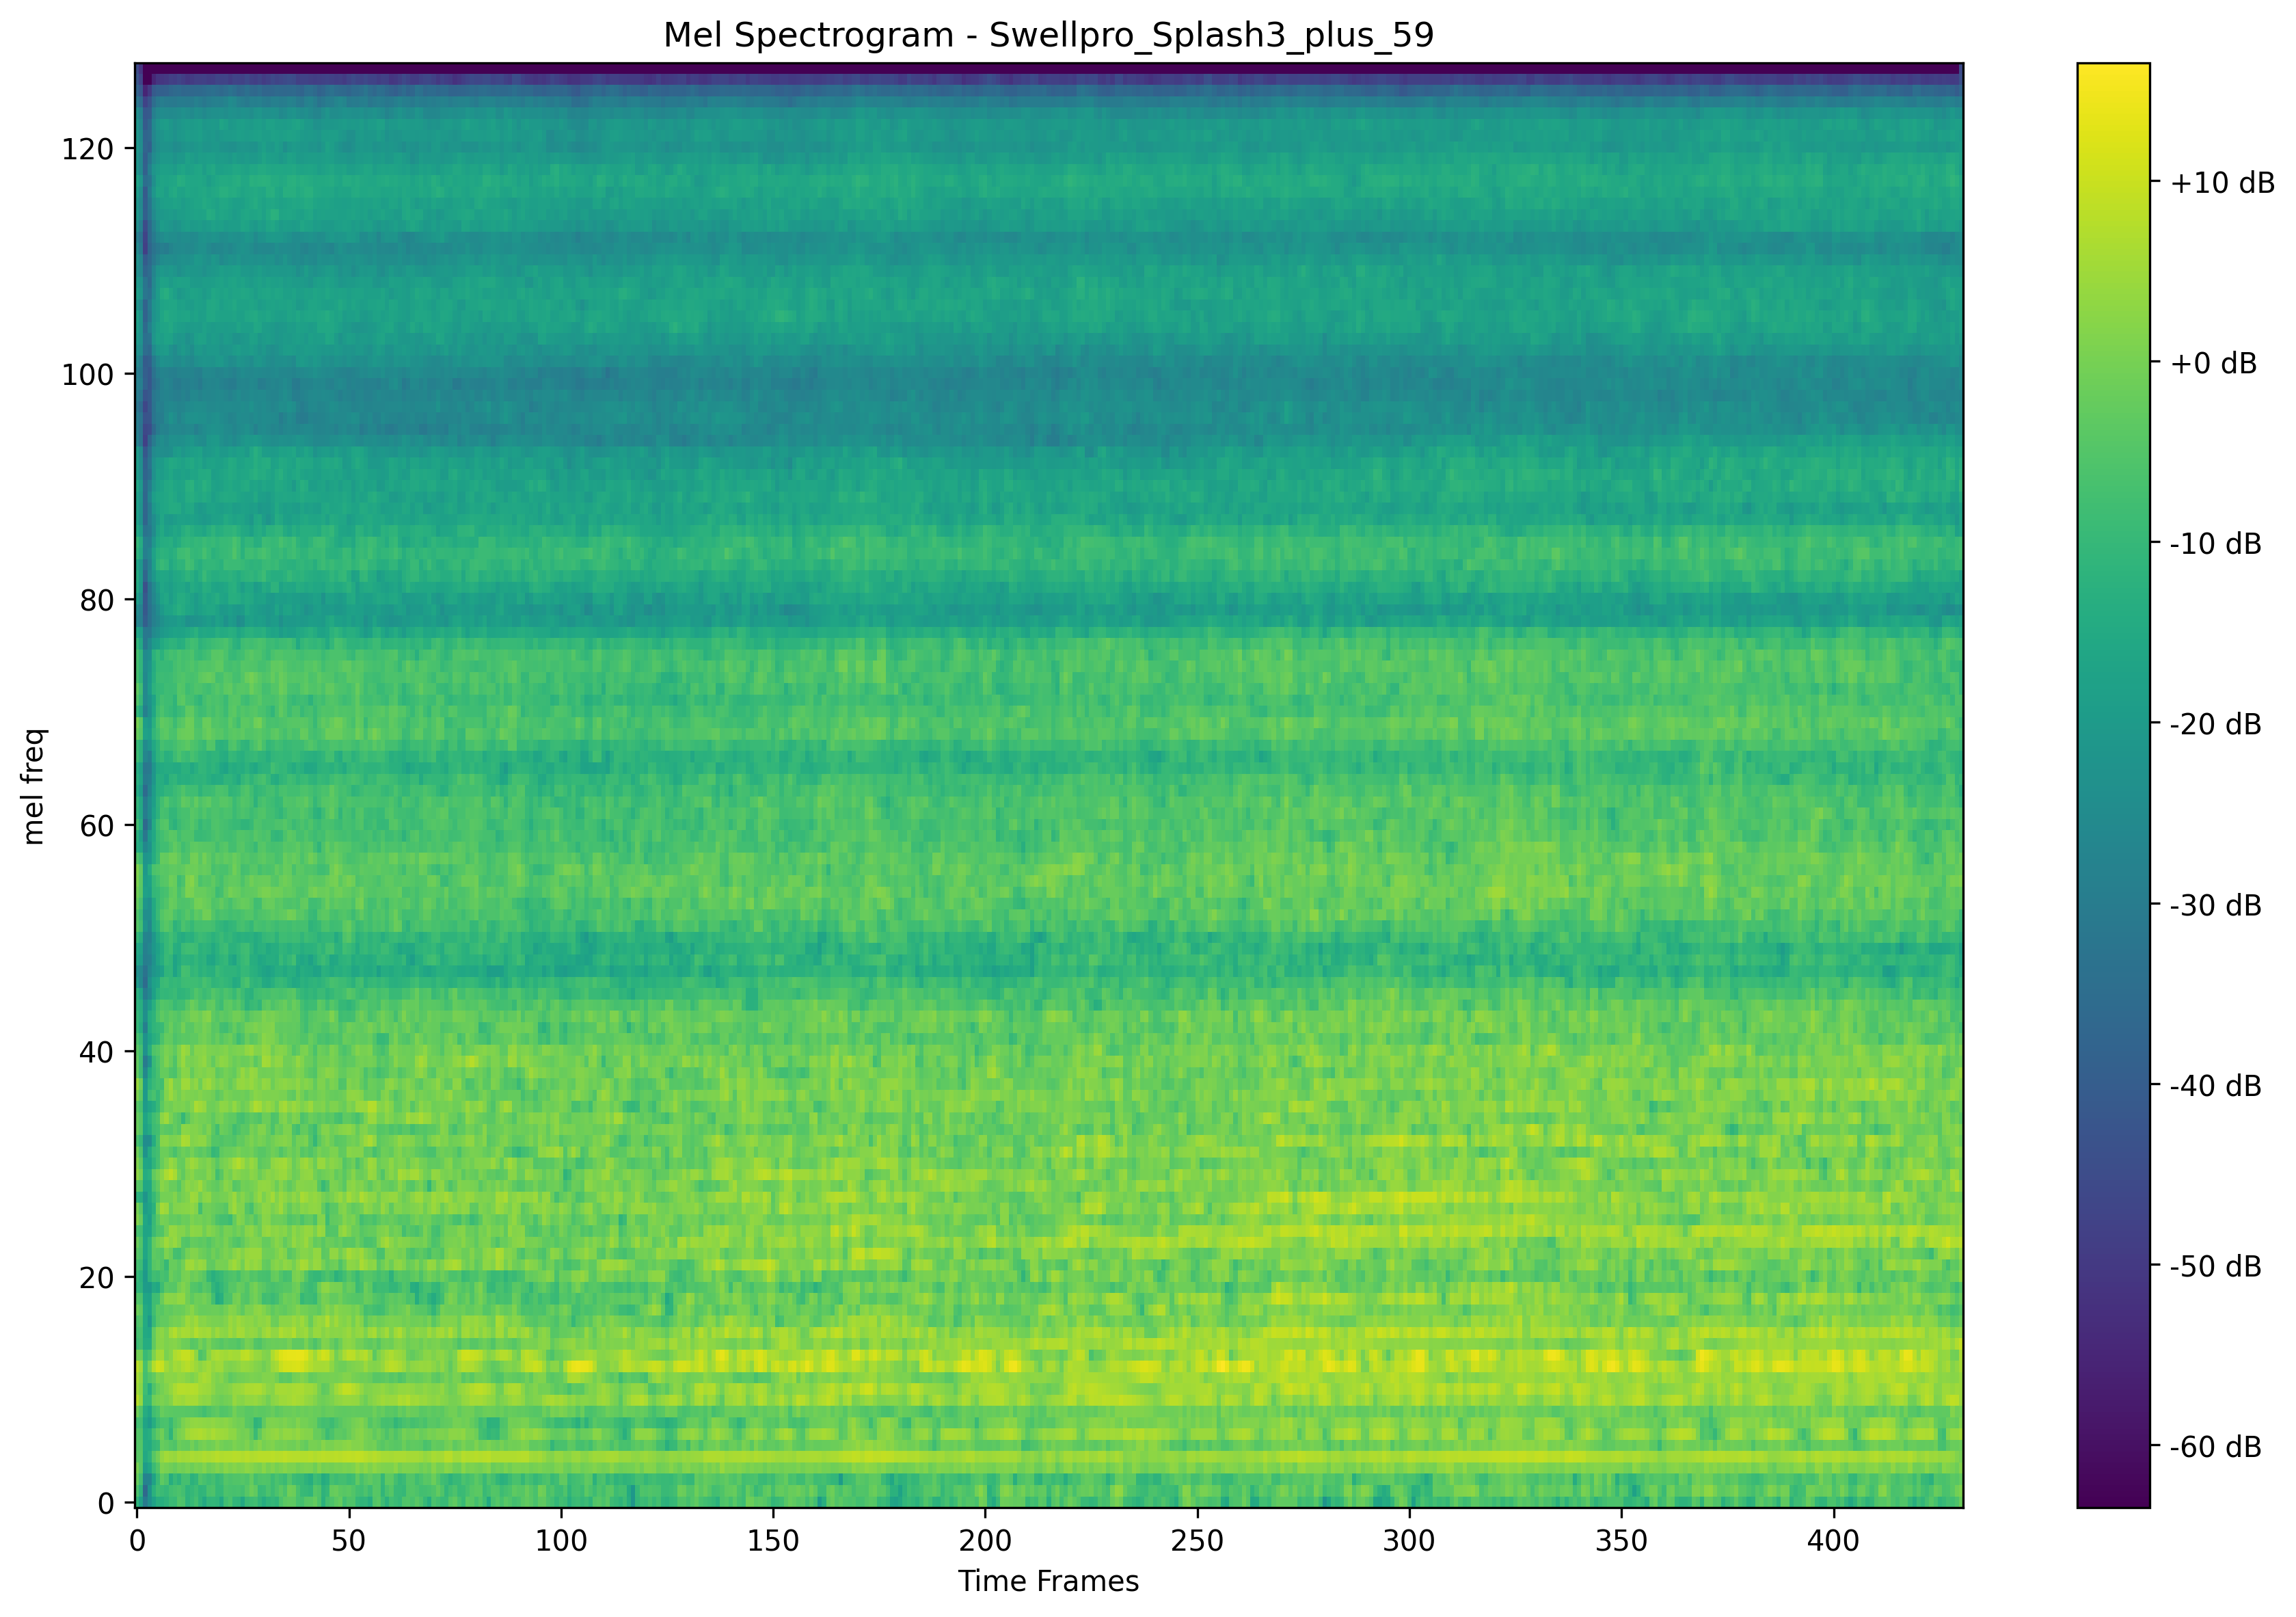 Mel Spectrogram - Swellpro_Splash3_plus_59
mel freq
120
100
80
60
40
20
0
0 50 100 150 200 250 300 350 400
Time Frames
+10 dB
+0 dB
-10 dB
-20 dB
-30 dB
-40 dB
-50 dB
-60 dB